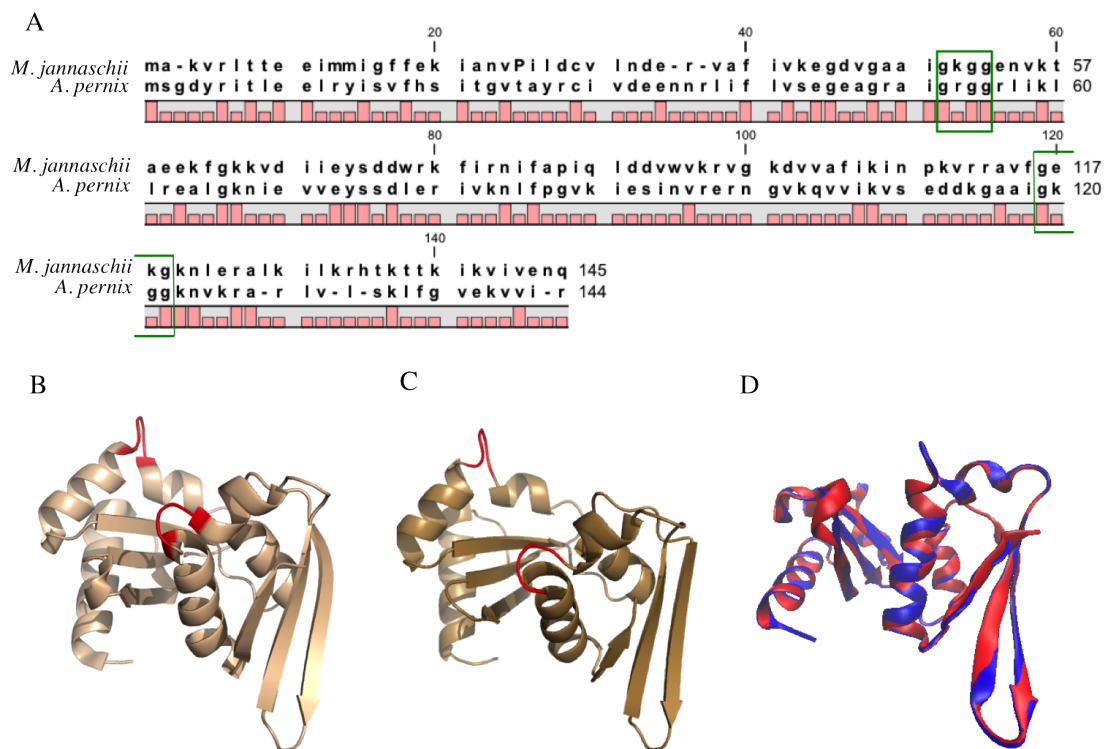 A
20 40 60
M. jannaschii ma-kvrltte eimmigffek ianvPildcv lnde-r-vaf ivkegdvgaa igkggenvkt 57
A. pernix msgdyritle elryisvfhs itgvtayrci vdeennrlif lvsegeagra igrggrlikl 60
80 100 120
M. jannaschii aeekfgkkvd iieysddwrk firnifapiq lddvwvkrvg kdvvafikin pkvrravfge 117
A. pernix lrealgknie vveysddler ivknlfpgvk iesinvrern gvkqvvikvs eddkgaaigk 120
140
M. jannaschii kgknleralk ilkrhtkttk ikvivenq 145
A. pernix ggknvkra-r lv-l-sklfg vekvvi-r 144
B C D